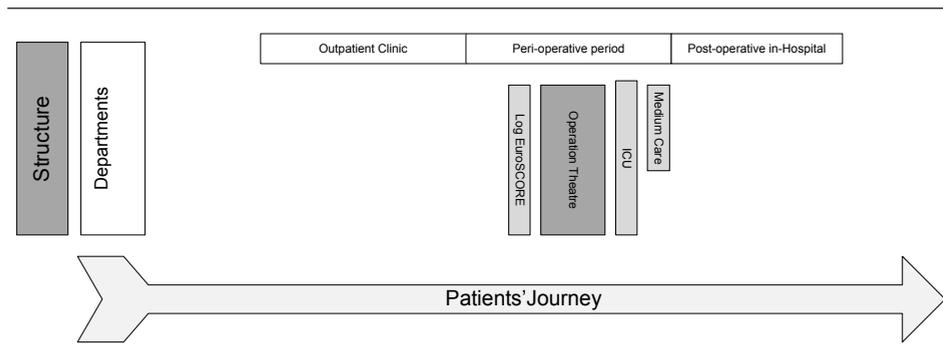 Outpatient Clinic
Peri-operative period
Post-operative in-Hospital
Structure
Departments
Log EuroSCORE
Operation Theatre
ICU
Medium Care
Patients'Journey